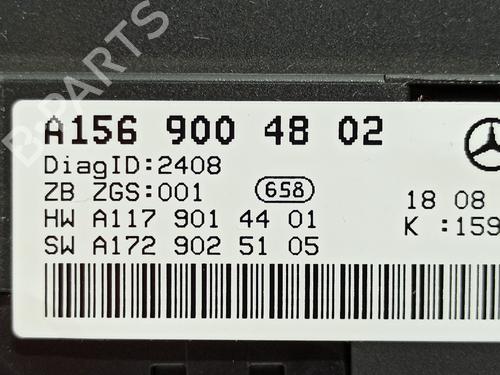 A156 900 48 02
DiagID:2408
ZB ZGS:001 658 18 08
HW A117 901 44 01 K :159
SW A172 902 51 05
B-PARTS